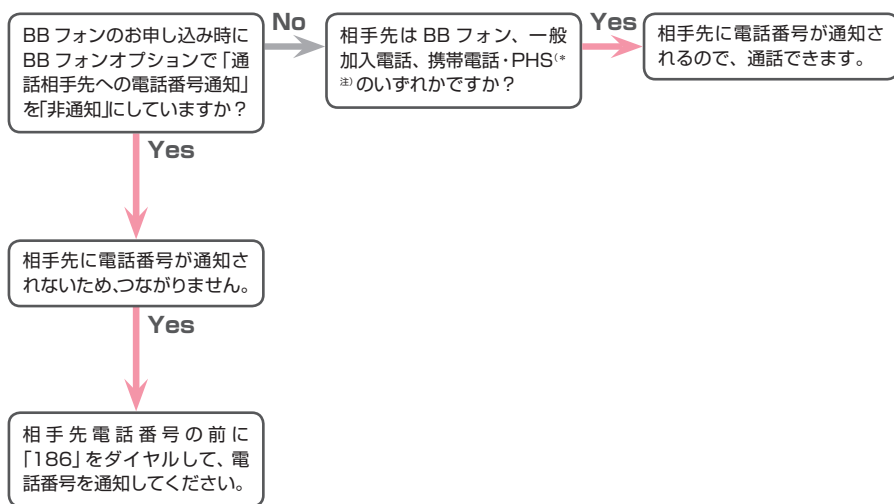 BB フォンのお申し込み時に
BB フォンオプションで「通
話相手先への電話番号通知」
を「非通知」にしていますか？
No
相手先は BB フォン、一般
加入電話、携帯電話・PHS(*
注) のいずれかですか？
Yes
相手先に電話番号が通知さ
れるので、通話できます。
Yes
相手先に電話番号が通知さ
れないため、つながりません。
Yes
相手先電話番号の前に
「186」をダイヤルして、電
話番号を通知してください。